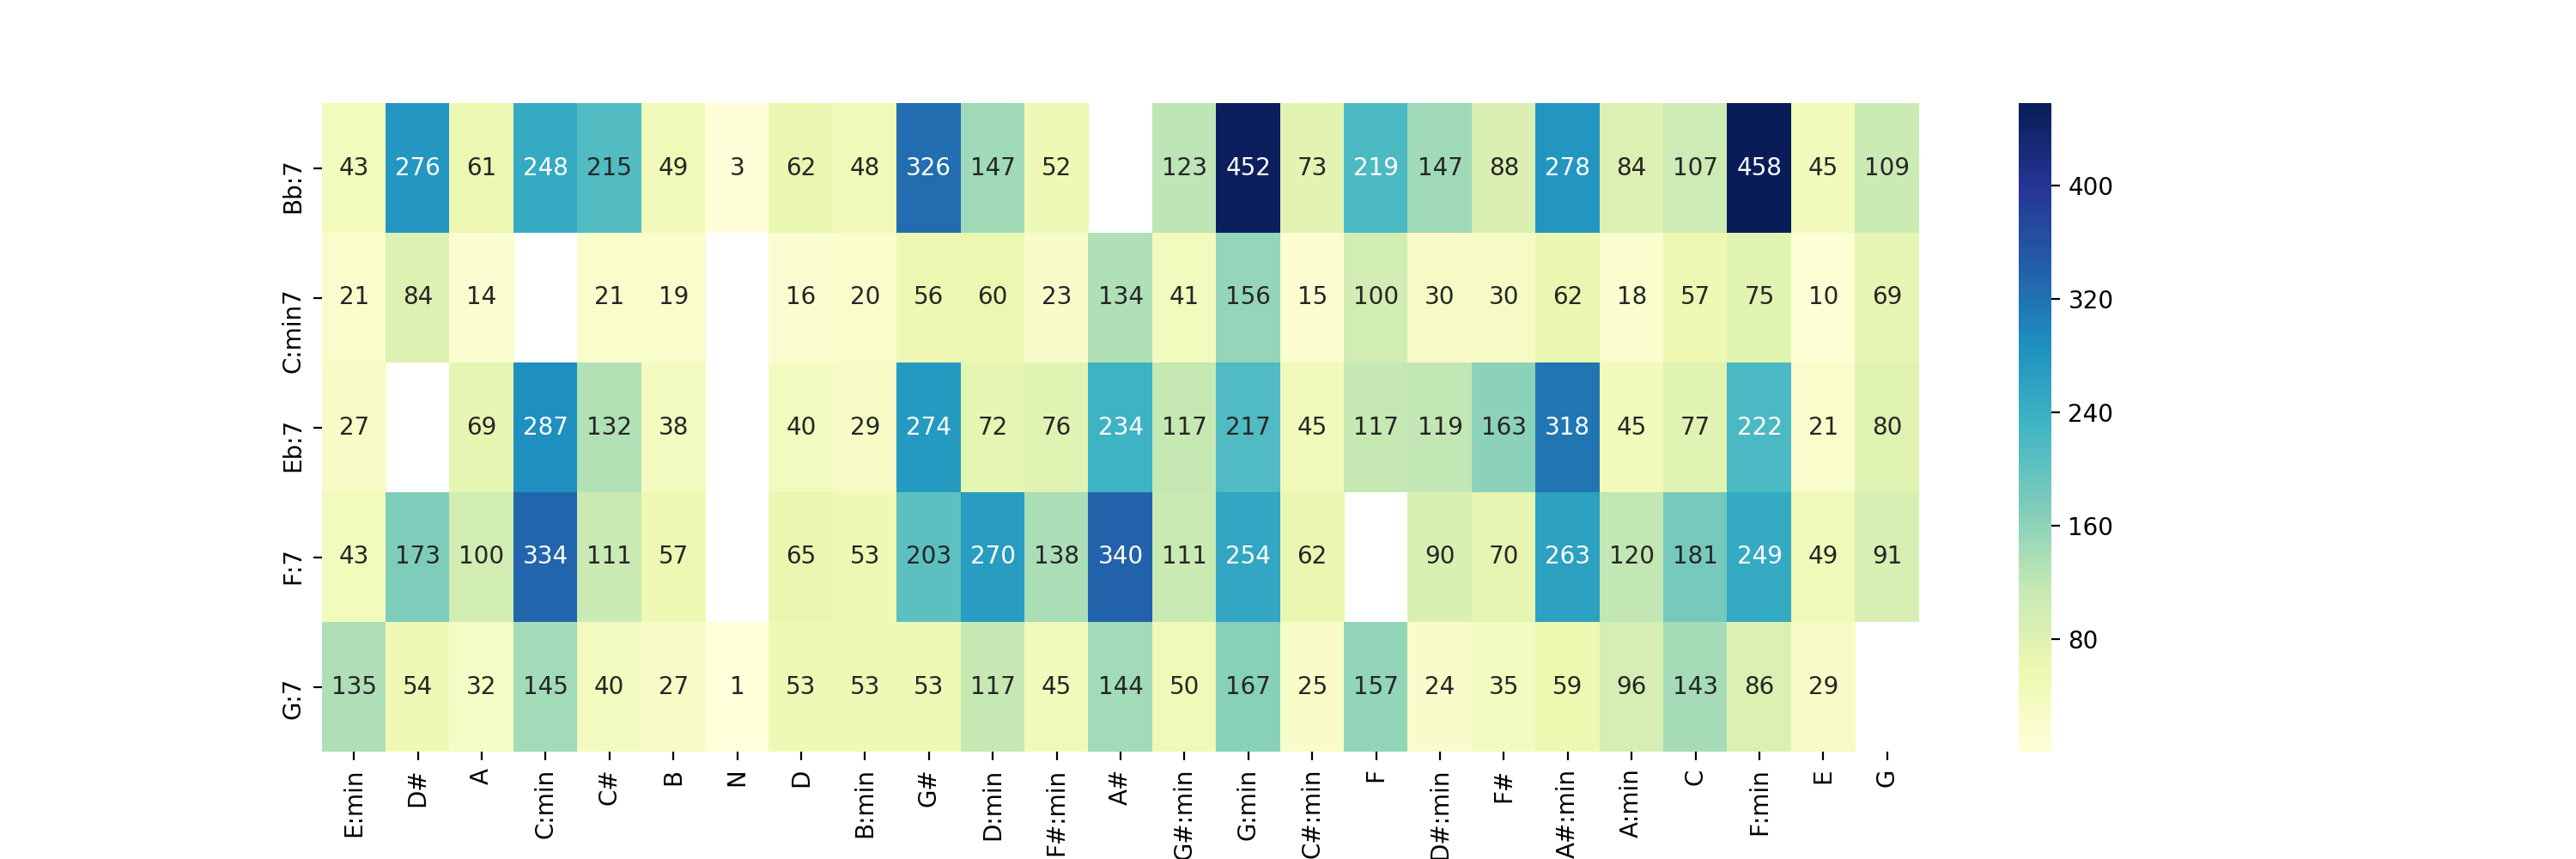 Bb:7 43 276 61 248 215 49 3 62 48 326 147 52 123 452 73 219 147 88 278 84 107 458 45 109
C:min7 21 84 14 21 19 16 20 56 60 23 134 41 156 15 100 30 30 62 18 57 75 10 69
Eb:7 27 69 287 132 38 40 29 274 72 76 234 117 217 45 117 119 163 318 45 77 222 21 80
F:7 43 173 100 334 111 57 65 53 203 270 138 340 111 254 62 90 70 263 120 181 249 49 91
G:7 135 54 32 145 40 27 1 53 53 53 117 45 144 50 167 25 157 24 35 59 96 143 86 29
E:min D# A C:min C# B N D B:min G# D:min F#:min A# G#:min G:min C#:min F D#:min F# A#:min A:min C F:min E G
400
320
240
160
80